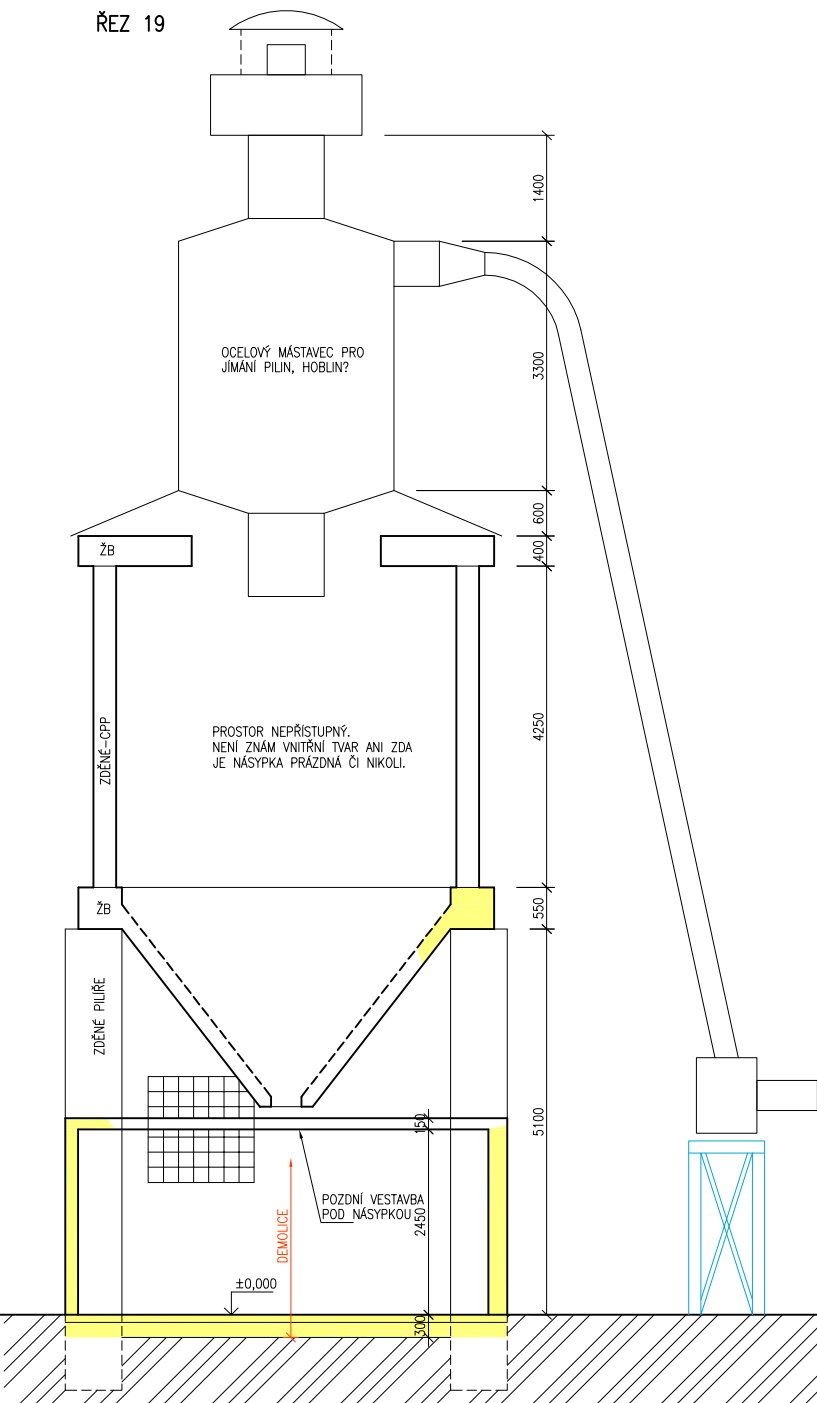 ŘEZ 19
1400
OCELOVÝ MÁSTAVEC PRO
JÍMÁNÍ PILIN, HOBLIN?
3300
600
ŽB
400
ZDĚNÉ-CPP
PROSTOR NEPŘÍSTUPNÝ.
NENÍ ZNÁM VNITŘNÍ TVAR ANI ZDA
JE NÁSYPKA PRÁZDNÁ ČI NIKOLI.
4250
ŽB
550
ZDĚNÉ PILÍŘE
150
5100
POZDNÍ VESTAVBA
POD NÁSYPKOU
2450
DEMOLICE
±0,000
300